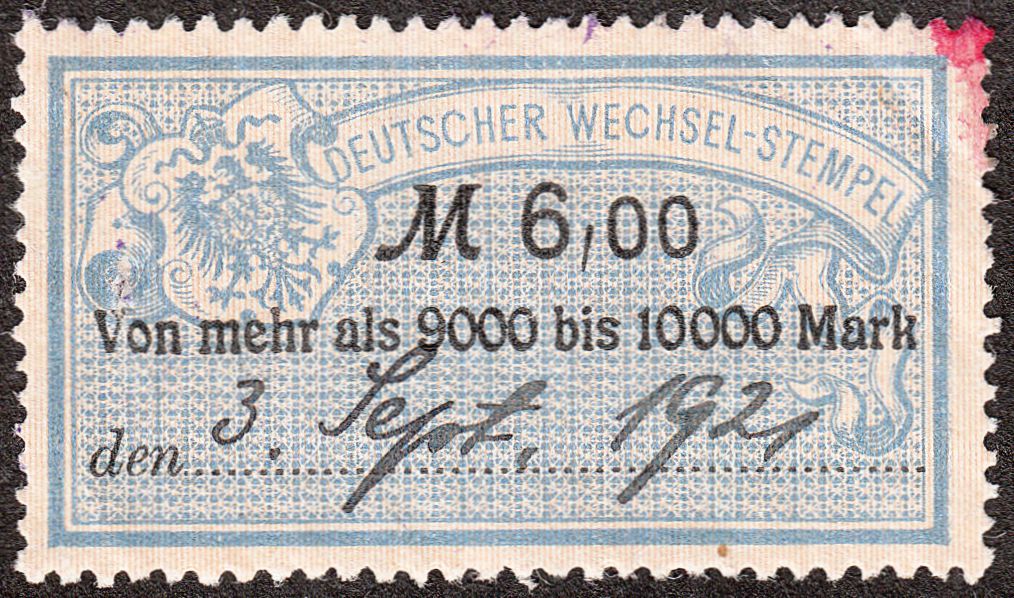 DEUTSCHER WECHSEL-STEMPEL
M 6,00
Von mehr als 9000 bis 10000 Mark
den 3. Sept. 1921